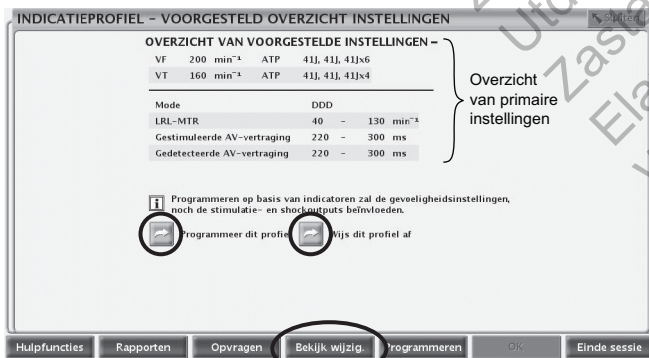 INDICATIEPROFIEL – VOORGESTELD OVERZICHT INSTELLINGEN
Sluiten
OVERZICHT VAN VOORGESTELDE INSTELLINGEN –
VF 200 min⁻¹ ATP 41J, 41J, 41Jx6
VT 160 min⁻¹ ATP 41J, 41J, 41Jx4
Mode DDD
LRL-MTR 40 – 130 min⁻¹
Gestimuleerde AV-vertraging 220 – 300 ms
Gedetecteerde AV-vertraging 220 – 300 ms
Overzicht
van primaire
instellingen
i Programmeren op basis van indicatoren zal de gevoeligheidsinstellingen,
noch de stimulatie- en shockoutputs beïnvloeden.
Programmeer dit profie Wijs dit profiel af
Hulpfuncties Rapporten Opvragen Bekijk wijzig. Programmeren OK Einde sessie